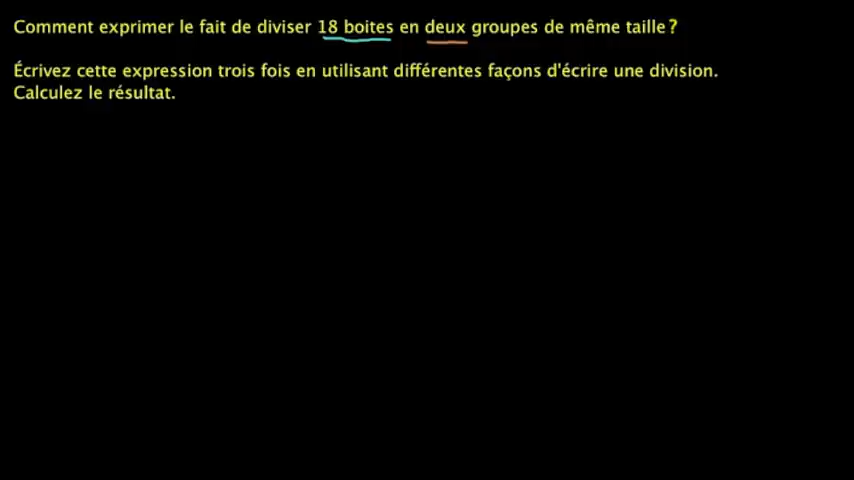 Comment exprimer le fait de diviser 18 boites en deux groupes de même taille?
Écrivez cette expression trois fois en utilisant différentes façons d'écrire une division.
Calculez le résultat.